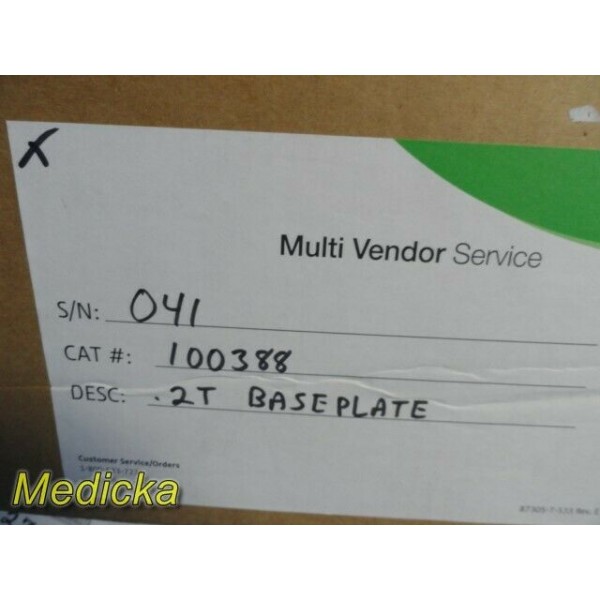 X
Multi Vendor Service
S/N: 041
CAT #: 100388
DESC: .2T BASEPLATE
Customer Service/Orders
Medicka